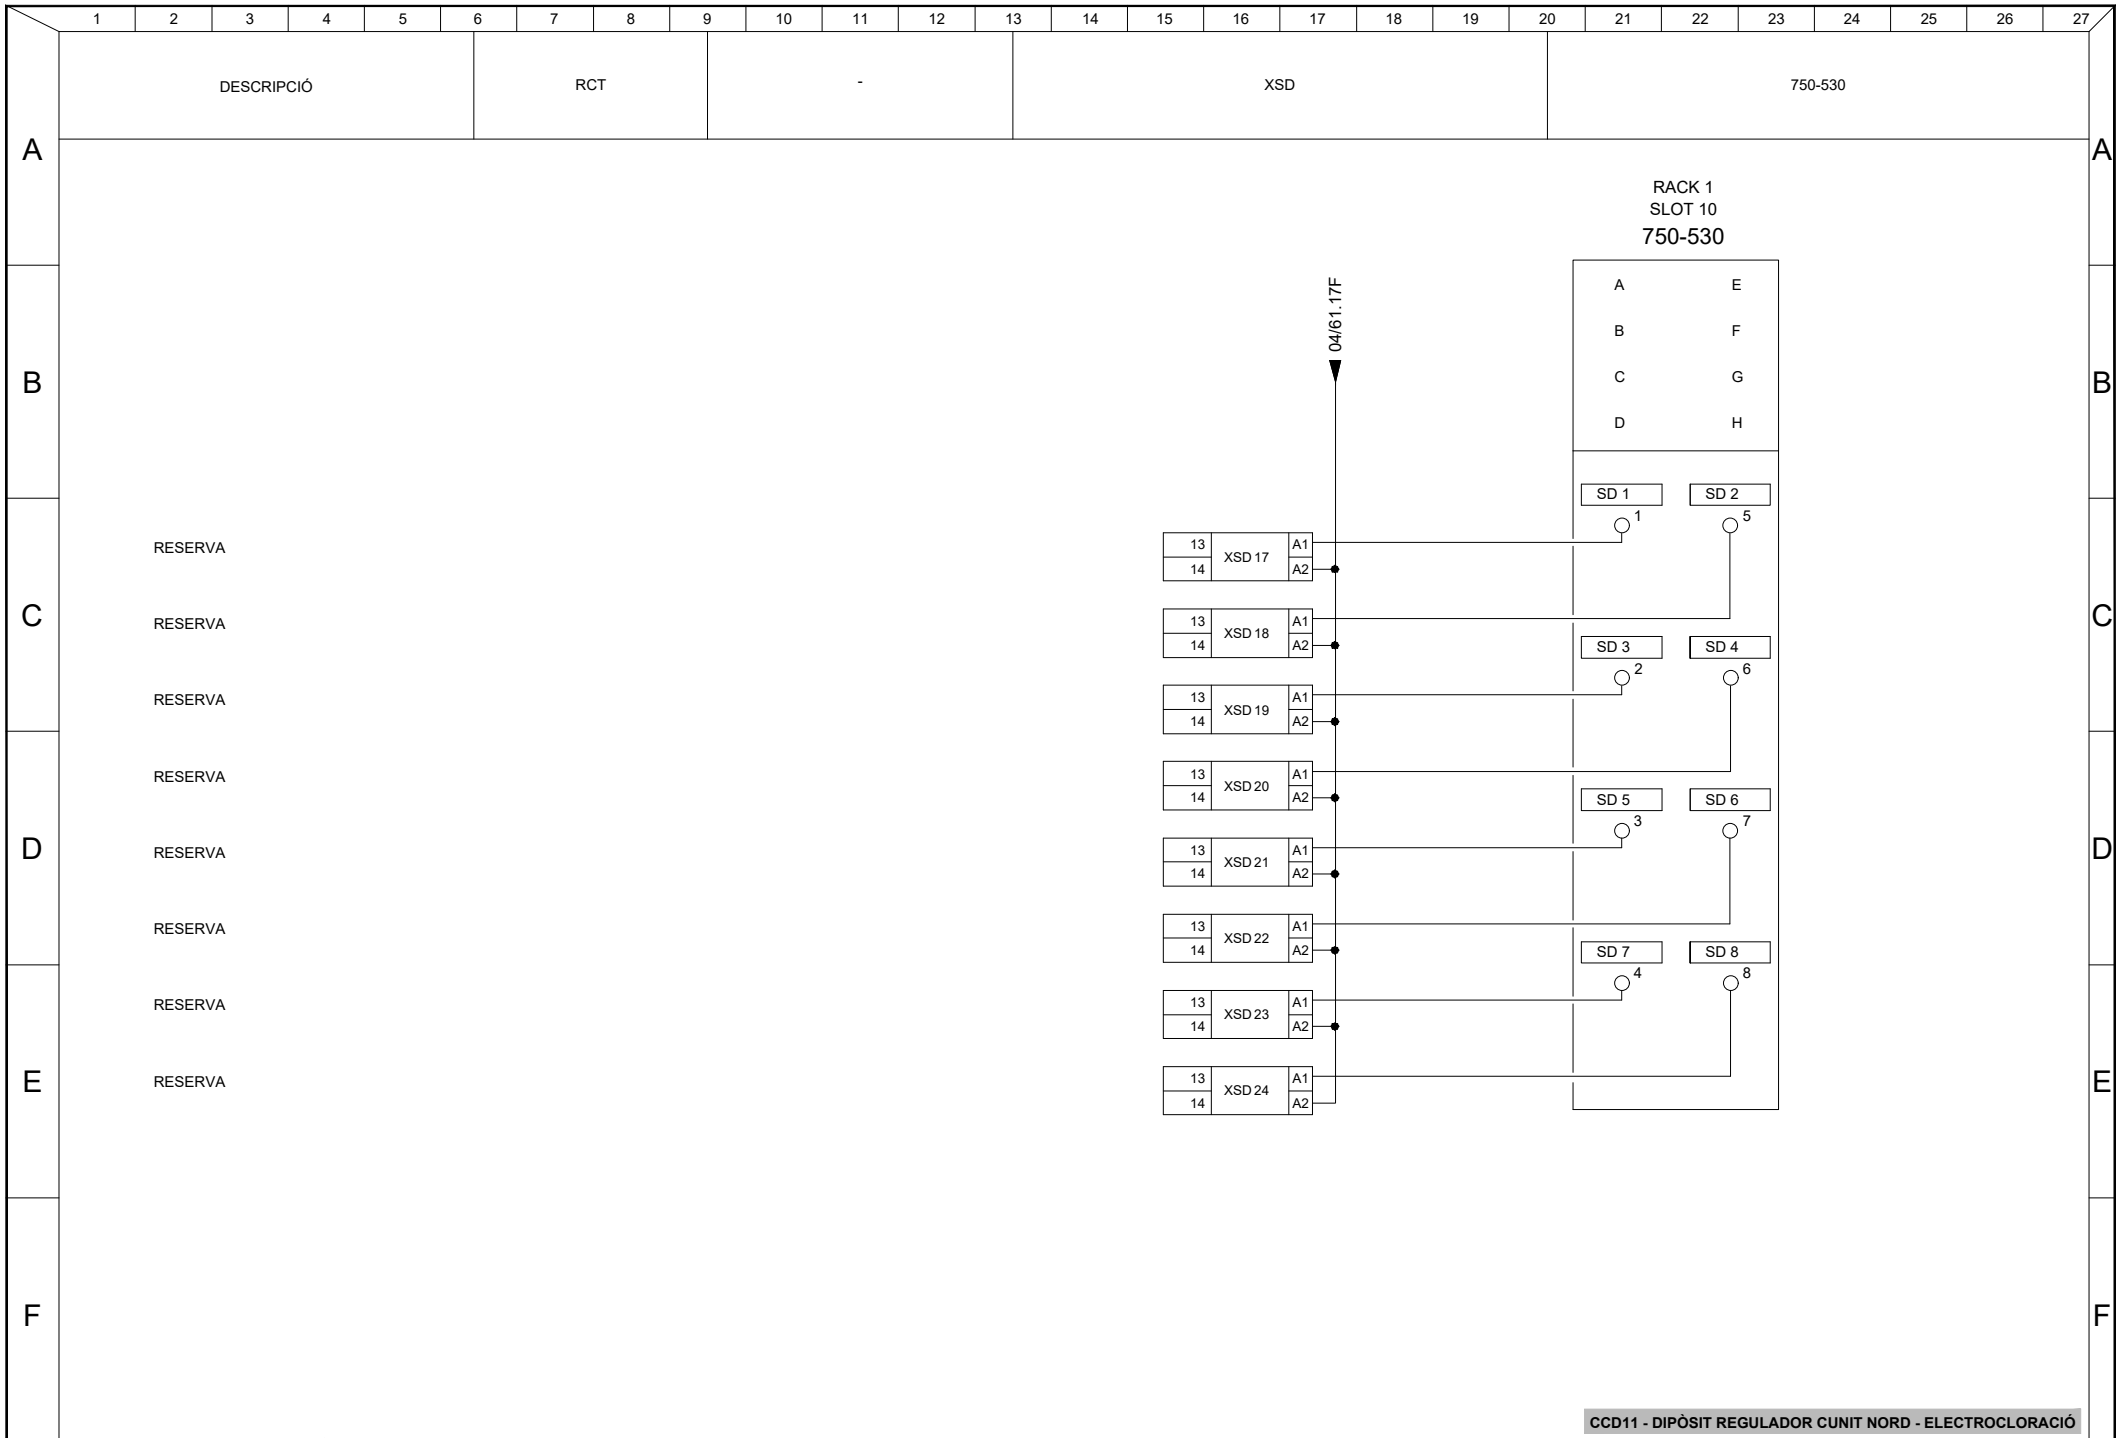 1 2 3 4 5 6 7 8 9 10 11 12 13 14 15 16 17 18 19 20 21 22 23 24 25 26 27
DESCRIPCIÓ RCT - XSD 750-530
A A
RACK 1
SLOT 10
750-530
04/61.17F
A E
B F
C G
D H
B B
SD 1 SD 2
1 5
RESERVA 13 XSD 17 A1
14 A2
C C
RESERVA 13 XSD 18 A1
14 A2
SD 3 SD 4
2 6
RESERVA 13 XSD 19 A1
14 A2
RESERVA 13 XSD 20 A1
14 A2
SD 5 SD 6
3 7
D D
RESERVA 13 XSD 21 A1
14 A2
RESERVA 13 XSD 22 A1
14 A2
SD 7 SD 8
4 8
RESERVA 13 XSD 23 A1
14 A2
E E
RESERVA 13 XSD 24 A1
14 A2
F F
CCD11 - DIPÒSIT REGULADOR CUNIT NORD - ELECTROCLORACIÓ